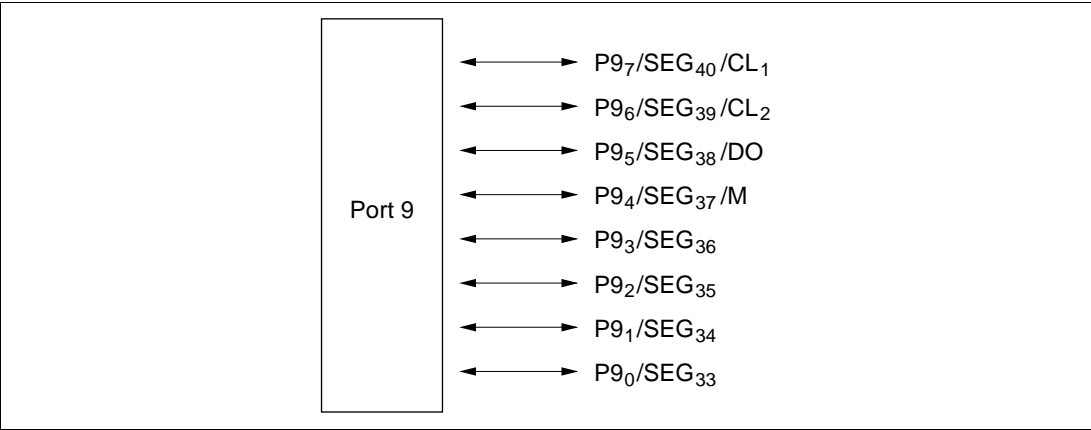 P9₇/SEG₄₀/CL₁
P9₆/SEG₃₉/CL₂
P9₅/SEG₃₈/DO
P9₄/SEG₃₇/M
Port 9
P9₃/SEG₃₆
P9₂/SEG₃₅
P9₁/SEG₃₄
P9₀/SEG₃₃